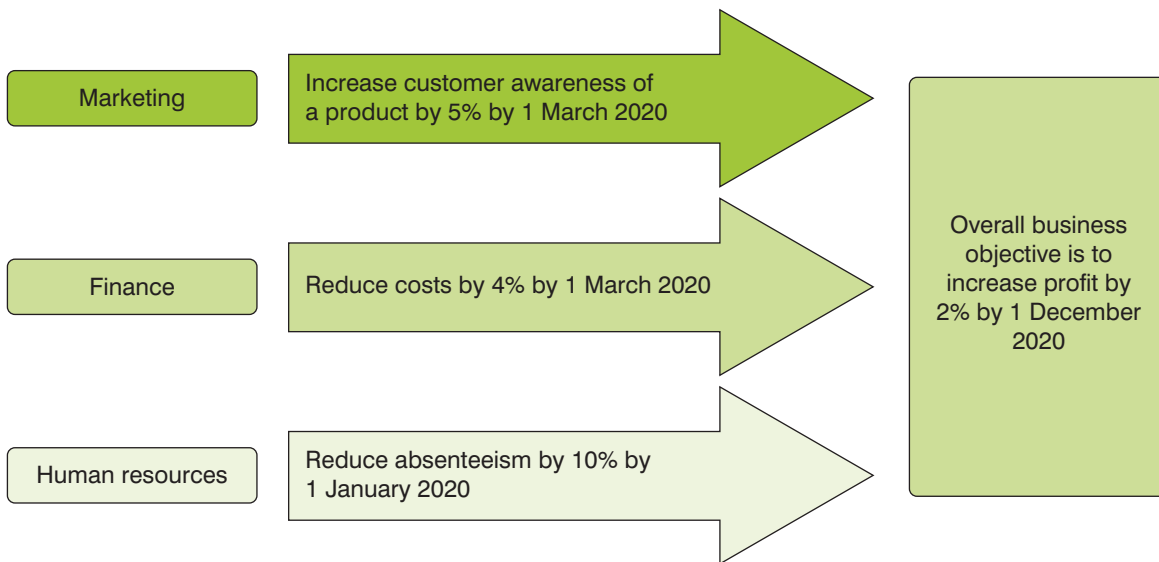 Marketing
Increase customer awareness of
a product by 5% by 1 March 2020
Finance
Reduce costs by 4% by 1 March 2020
Human resources
Reduce absenteeism by 10% by
1 January 2020
Overall business
objective is to
increase profit by
2% by 1 December
2020